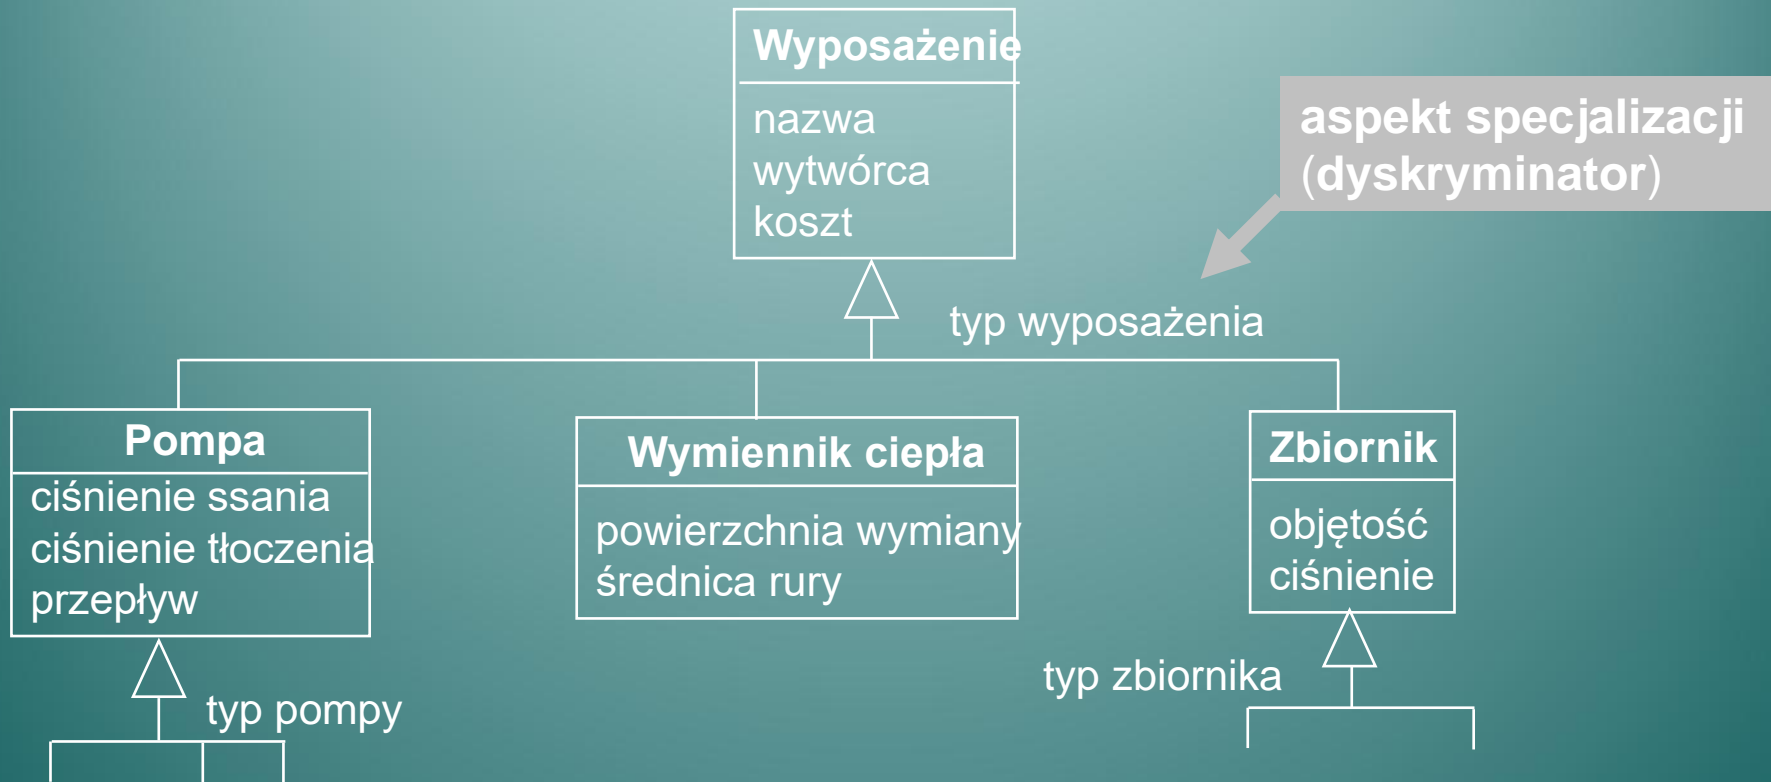 Wyposażenie
nazwa
wytwórca
koszt
aspekt specjalizacji
(dyskryminator)
typ wyposażenia
Pompa
ciśnienie ssania
ciśnienie tłoczenia
przepływ
Wymiennik ciepła
powierzchnia wymiany
średnica rury
Zbiornik
objętość
ciśnienie
typ pompy
typ zbiornika